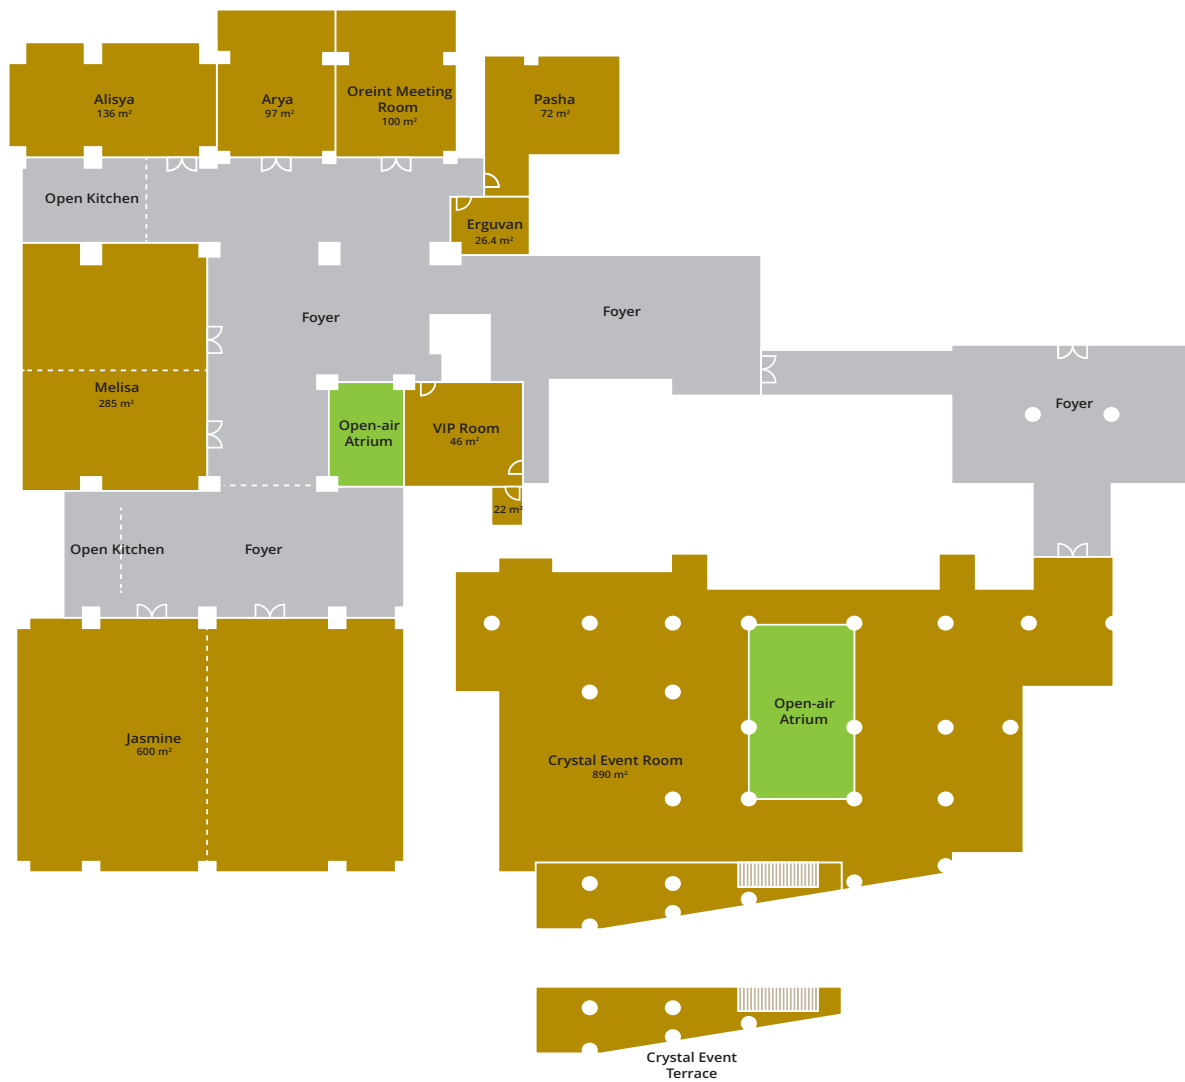 Alisya
136 m²
Arya
97 m²
Oreint Meeting
Room
100 m²
Pasha
72 m²
Open Kitchen
Erguvan
26.4 m²
Foyer
Foyer
Melisa
285 m²
Foyer
Open-air
Atrium
VIP Room
46 m²
22 m²
Open Kitchen
Foyer
Jasmine
600 m²
Open-air
Atrium
Crystal Event Room
890 m²
Crystal Event
Terrace